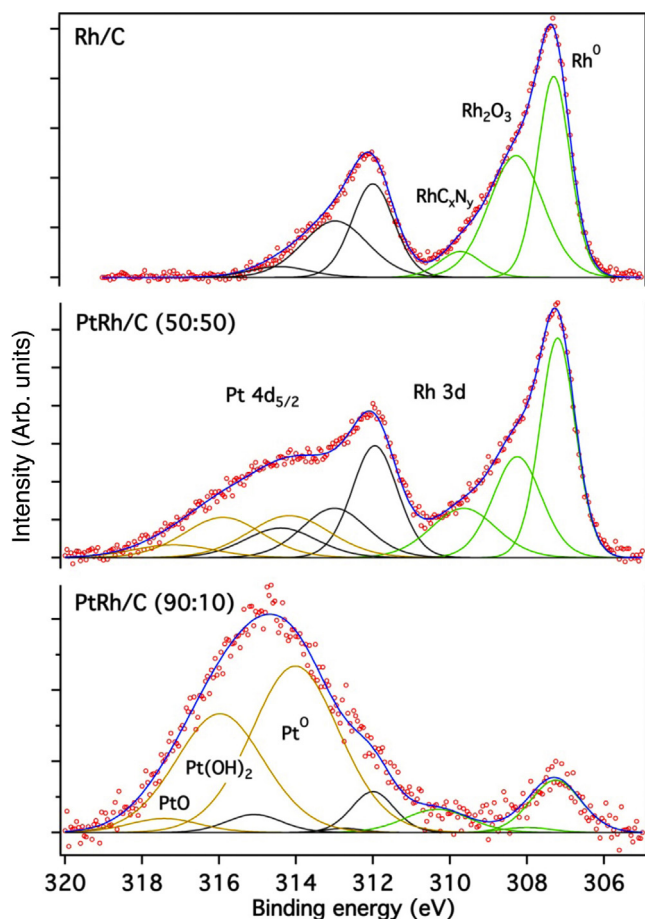 Rh/C
Rh⁰
Rh₂O₃
RhCₓNᵧ
PtRh/C (50:50)
Pt 4d₅/₂
Rh 3d
Intensity (Arb. units)
PtRh/C (90:10)
Pt⁰
Pt(OH)₂
PtO
320 318 316 314 312 310 308 306
Binding energy (eV)